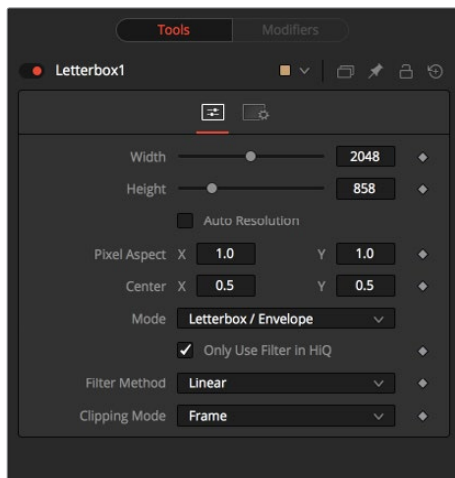 Tools Modifiers
Letterbox1
Width 2048
Height 858
Auto Resolution
Pixel Aspect X 1.0 Y 1.0
Center X 0.5 Y 0.5
Mode Letterbox / Envelope
Only Use Filter in HiQ
Filter Method Linear
Clipping Mode Frame